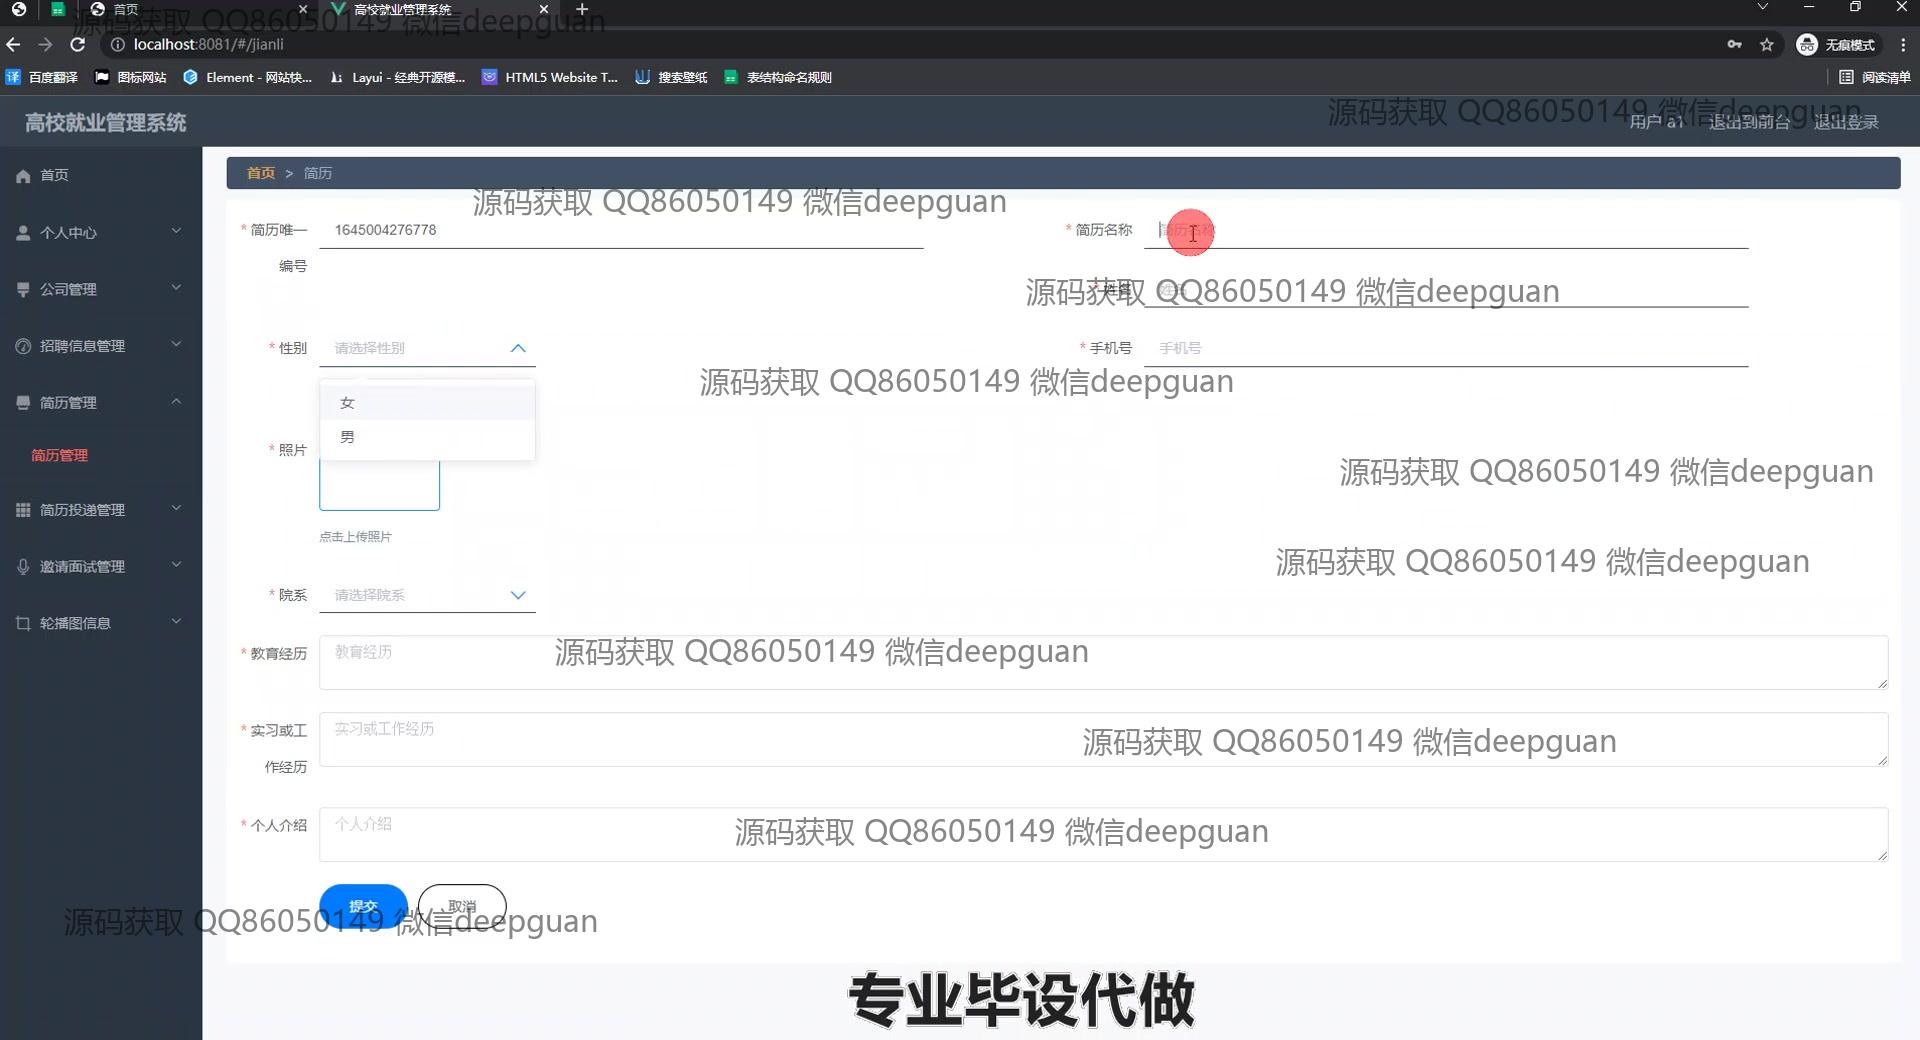 首页
高校就业管理系统
源码获取 QQ86050149 微信deepguan
localhost:8081/#/jianli
无痕模式
百度翻译
图标网站
Element - 网站快...
Layui - 经典开源模...
HTML5 Website T...
搜索壁纸
表结构命名规则
阅读清单
高校就业管理系统
源码获取 QQ86050149 微信deepguan
用户 a1
退出到前台
退出登录
首页
首页 > 简历
个人中心
公司管理
招聘信息管理
简历管理
简历管理
简历投递管理
邀请面试管理
轮播图信息
源码获取 QQ86050149 微信deepguan
* 简历唯一
编号
1645004276778
* 简历名称
简历名称
* 姓名
姓名
源码获取 QQ86050149 微信deepguan
* 性别
请选择性别
* 手机号
手机号
源码获取 QQ86050149 微信deepguan
女
男
* 照片
源码获取 QQ86050149 微信deepguan
点击上传照片
源码获取 QQ86050149 微信deepguan
* 院系
请选择院系
* 教育经历
教育经历
源码获取 QQ86050149 微信deepguan
* 实习或工
作经历
实习或工作经历
源码获取 QQ86050149 微信deepguan
* 个人介绍
个人介绍
源码获取 QQ86050149 微信deepguan
提交
取消
源码获取 QQ86050149 微信deepguan
专业毕设代做